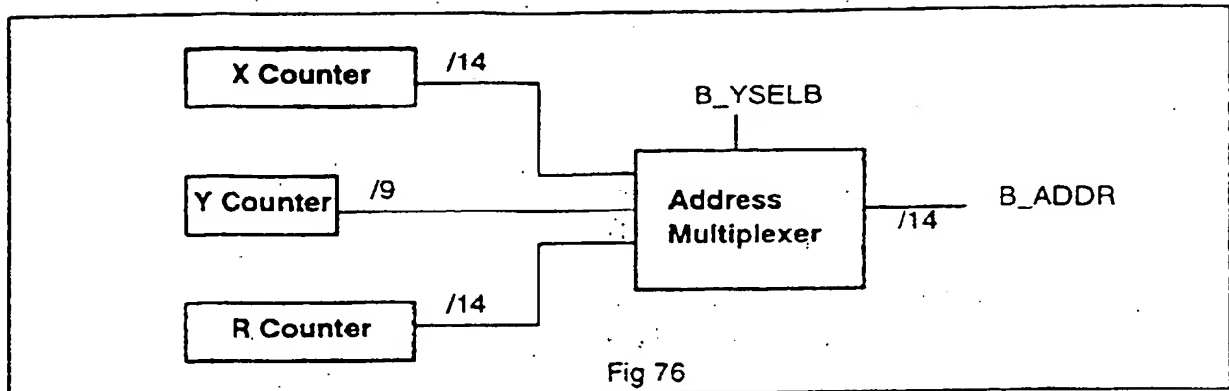 X Counter
/14
B_YSELB
Y Counter
/9
Address
Multiplexer
/14
B_ADDR
R Counter
/14
Fig 76